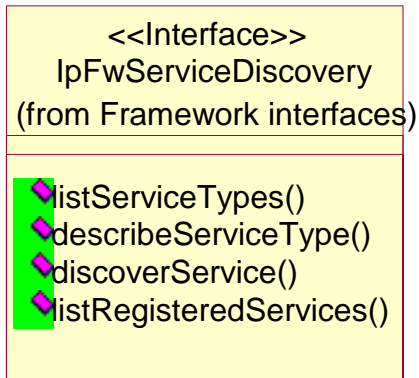 <<Interface>>
IpFwServiceDiscovery
(from Framework interfaces)
listServiceTypes()
describeServiceType()
discoverService()
listRegisteredServices()